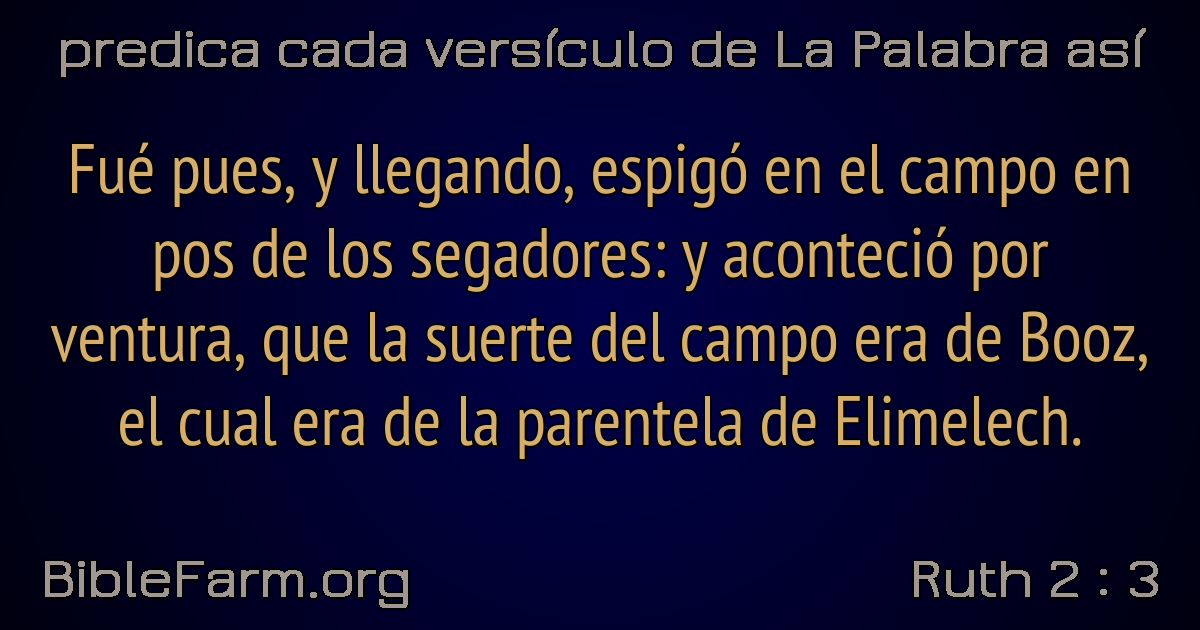 predica cada versículo de La Palabra así
Fué pues, y llegando, espigó en el campo en
pos de los segadores: y aconteció por
ventura, que la suerte del campo era de Booz,
el cual era de la parentela de Elimelech.
BibleFarm.org
Ruth 2 : 3